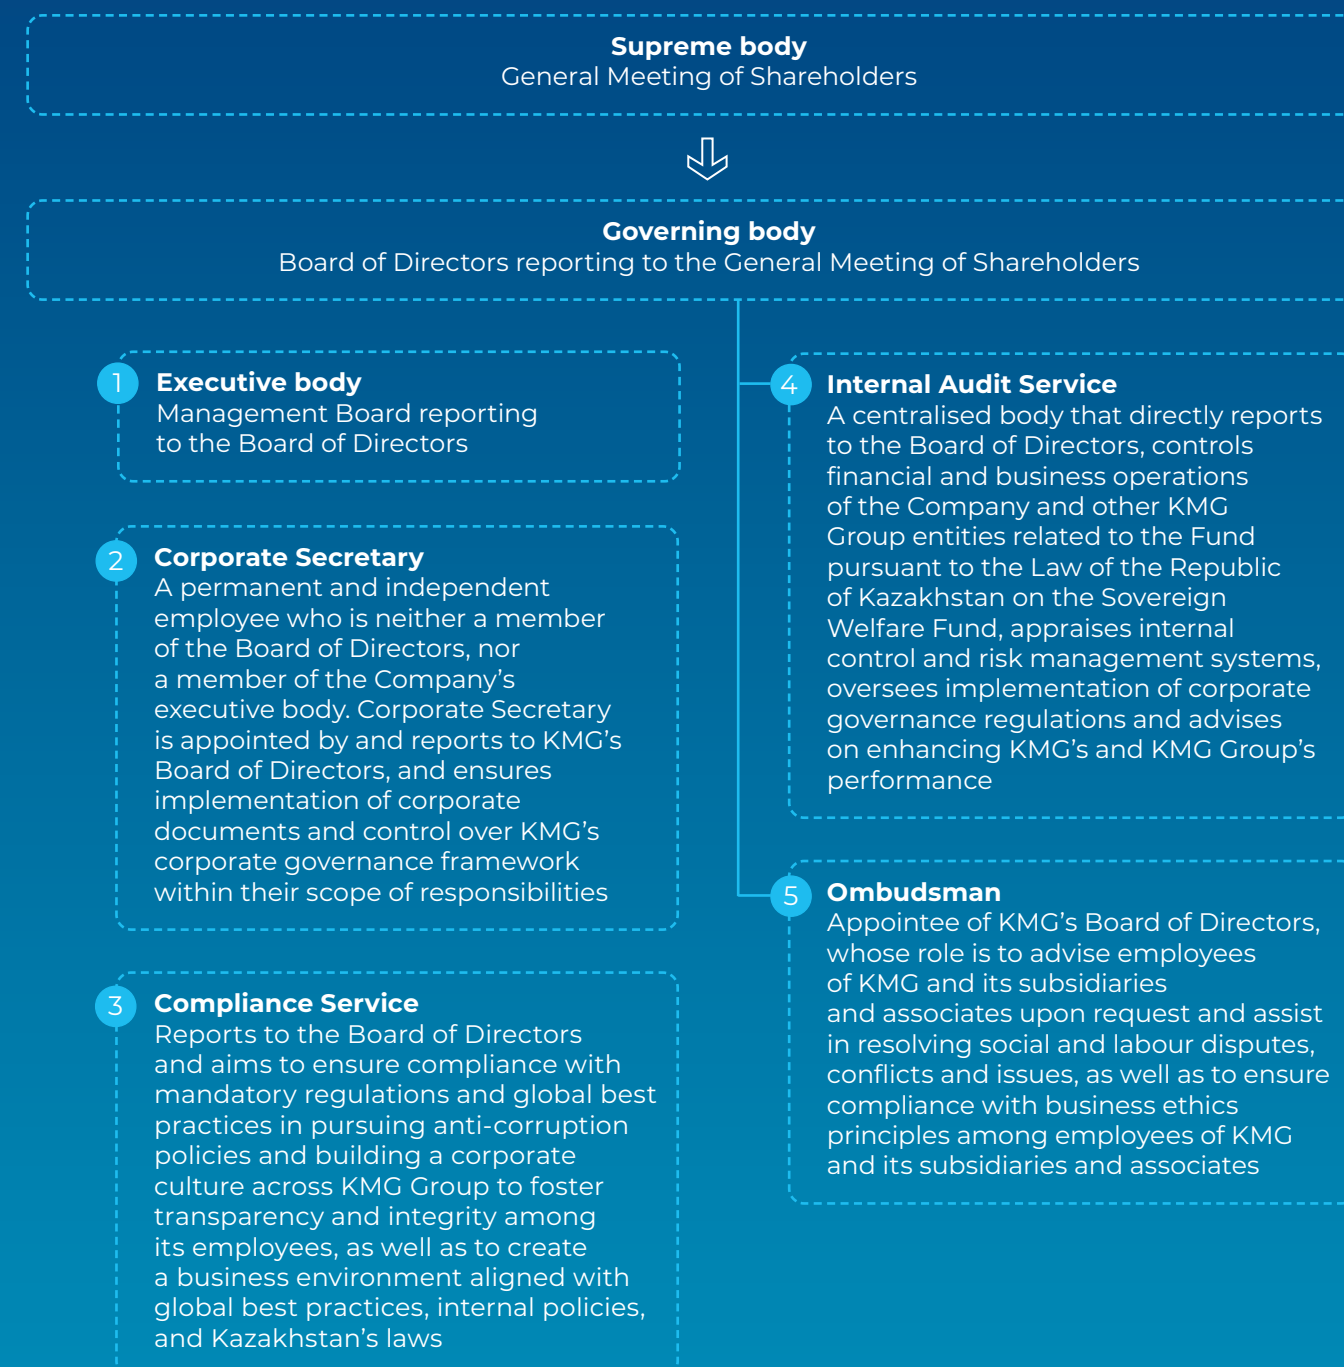 Supreme body
General Meeting of Shareholders
Governing body
Board of Directors reporting to the General Meeting of Shareholders
1
Executive body
Management Board reporting
to the Board of Directors
2
Corporate Secretary
A permanent and independent
employee who is neither a member
of the Board of Directors, nor
a member of the Company’s
executive body. Corporate Secretary
is appointed by and reports to KMG’s
Board of Directors, and ensures
implementation of corporate
documents and control over KMG’s
corporate governance framework
within their scope of responsibilities
3
Compliance Service
Reports to the Board of Directors
and aims to ensure compliance with
mandatory regulations and global best
practices in pursuing anti-corruption
policies and building a corporate
culture across KMG Group to foster
transparency and integrity among
its employees, as well as to create
a business environment aligned with
global best practices, internal policies,
and Kazakhstan’s laws
4
Internal Audit Service
A centralised body that directly reports
to the Board of Directors, controls
financial and business operations
of the Company and other KMG
Group entities related to the Fund
pursuant to the Law of the Republic
of Kazakhstan on the Sovereign
Welfare Fund, appraises internal
control and risk management systems,
oversees implementation of corporate
governance regulations and advises
on enhancing KMG’s and KMG Group’s
performance
5
Ombudsman
Appointee of KMG’s Board of Directors,
whose role is to advise employees
of KMG and its subsidiaries
and associates upon request and assist
in resolving social and labour disputes,
conflicts and issues, as well as to ensure
compliance with business ethics
principles among employees of KMG
and its subsidiaries and associates